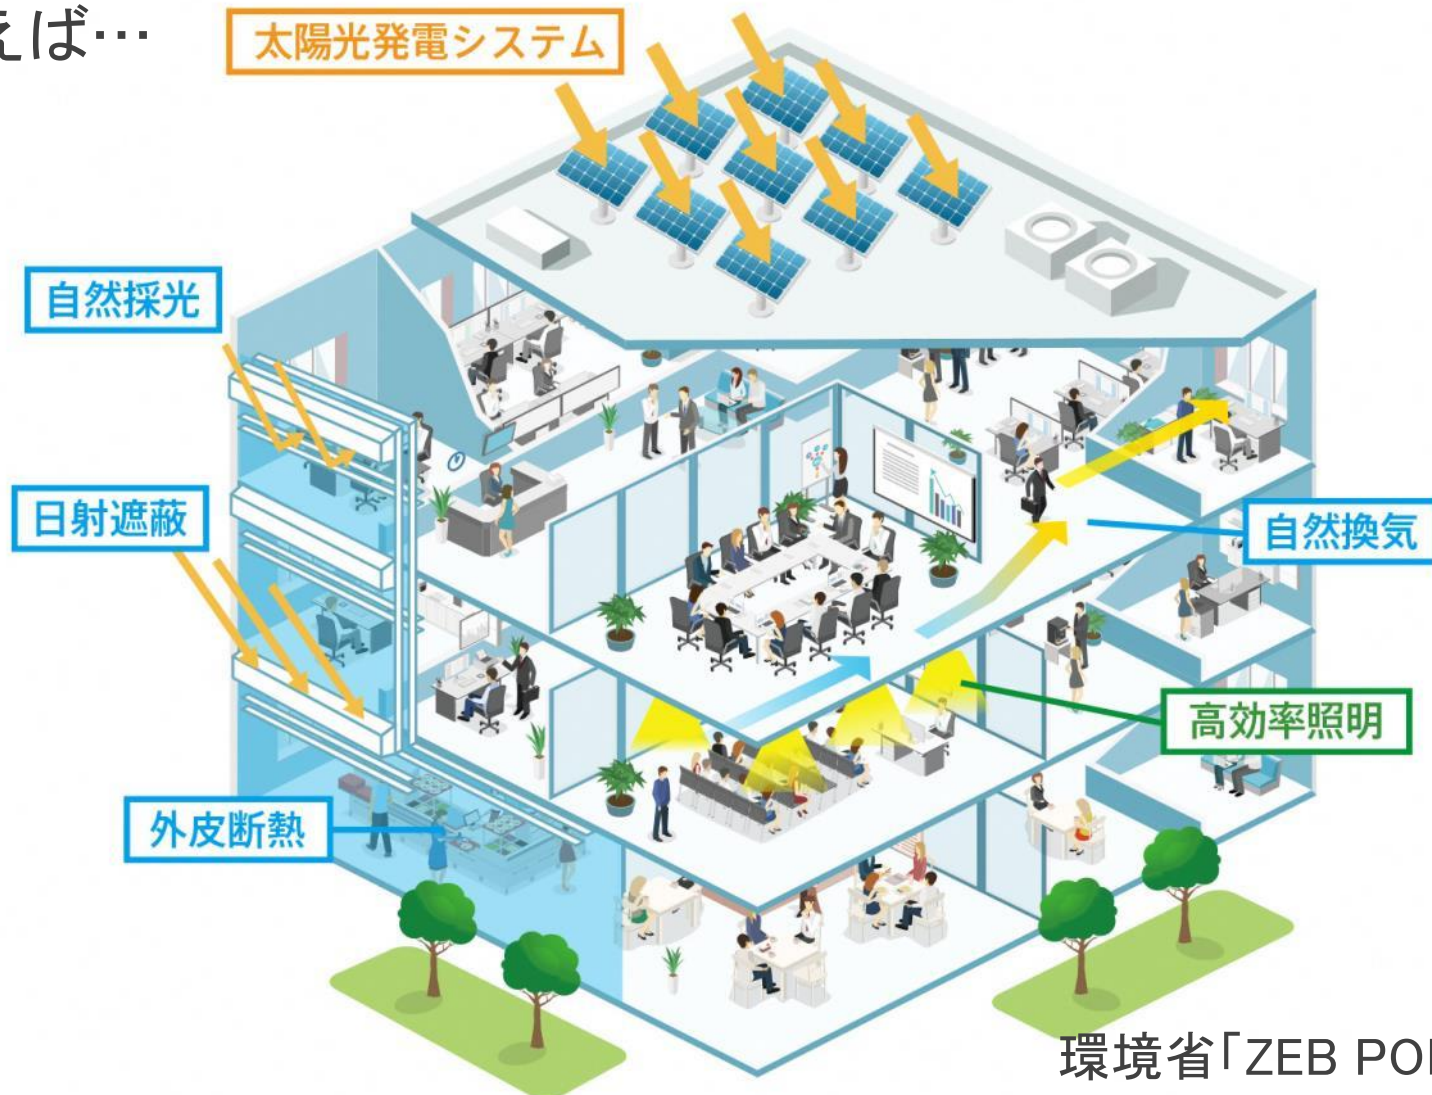 えば…
太陽光発電システム
自然採光
日射遮蔽
自然換気
高効率照明
外皮断熱
環境省「ZEB PO